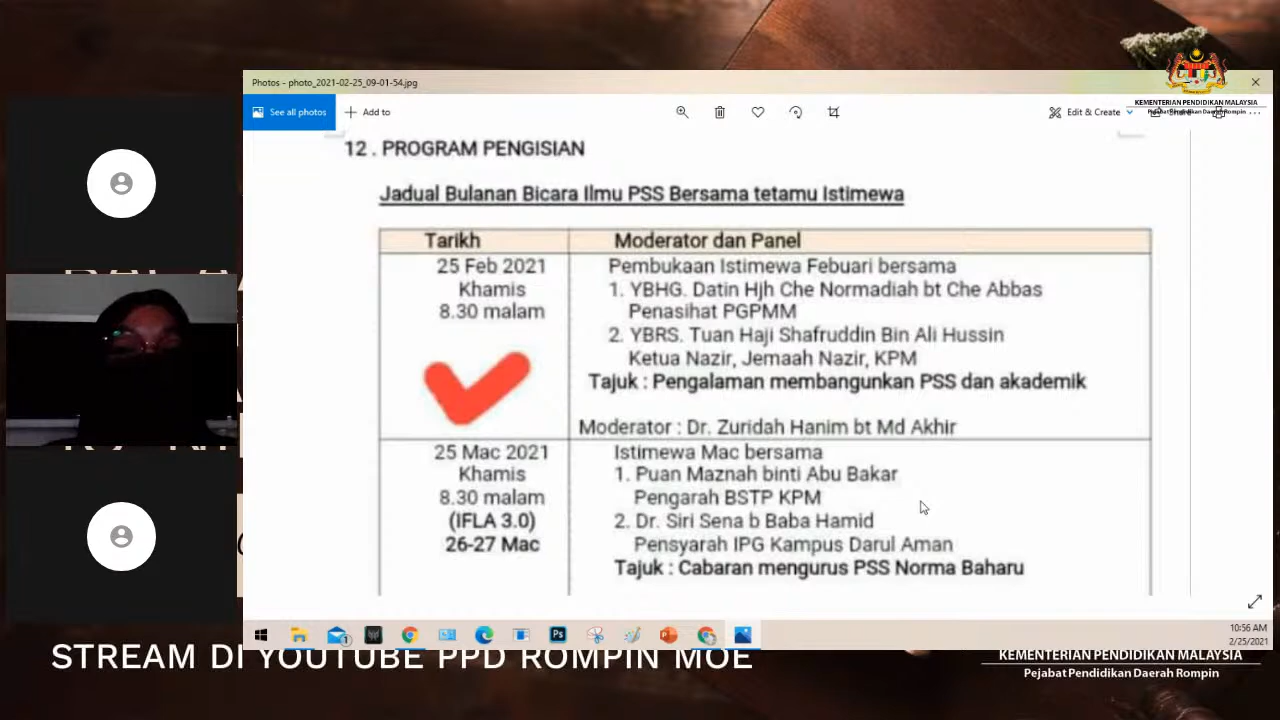 Photos - photo_2021-02-25_09-01-54.jpg
See all photos
Add to
Edit & Create
KEMENTERIAN PENDIDIKAN MALAYSIA
Pejabat Pendidikan Daerah Rompin
12 . PROGRAM PENGISIAN
Jadual Bulanan Bicara Ilmu PSS Bersama tetamu Istimewa
Tarikh
Moderator dan Panel
25 Feb 2021
Khamis
8.30 malam
Pembukaan Istimewa Febuari bersama
1. YBHG. Datin Hjh Che Normadiah bt Che Abbas
Penasihat PGPMM
2. YBRS. Tuan Haji Shafruddin Bin Ali Hussin
Ketua Nazir, Jemaah Nazir, KPM
Tajuk : Pengalaman membangunkan PSS dan akademik
Moderator : Dr. Zuridah Hanim bt Md Akhir
25 Mac 2021
Khamis
8.30 malam
(IFLA 3.0)
26-27 Mac
Istimewa Mac bersama
1. Puan Maznah binti Abu Bakar
Pengarah BSTP KPM
2. Dr. Siri Sena b Baba Hamid
Pensyarah IPG Kampus Darul Aman
Tajuk : Cabaran mengurus PSS Norma Baharu
Ps
10:56 AM
2/25/2021
STREAM DI YOUTUBE PPD ROMPIN MOE
KEMENTERIAN PENDIDIKAN MALAYSIA
Pejabat Pendidikan Daerah Rompin